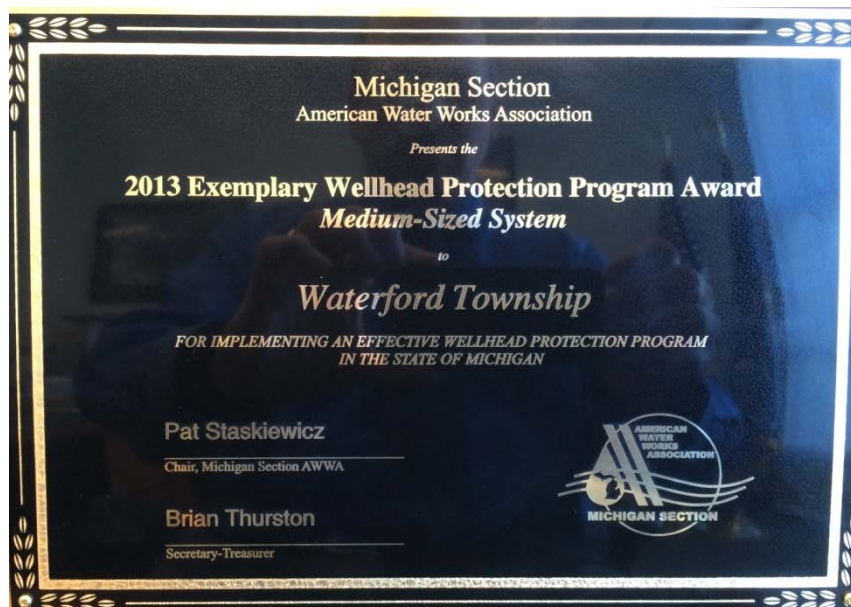 Michigan Section
American Water Works Association
Presents the
2013 Exemplary Wellhead Protection Program Award
Medium-Sized System
to
Waterford Township
FOR IMPLEMENTING AN EFFECTIVE WELLHEAD PROTECTION PROGRAM
IN THE STATE OF MICHIGAN
Pat Staskiewicz
Chair, Michigan Section AWWA
Brian Thurston
Secretary-Treasurer
AMERICAN
WATER
WORKS
ASSOCIATION
MICHIGAN SECTION